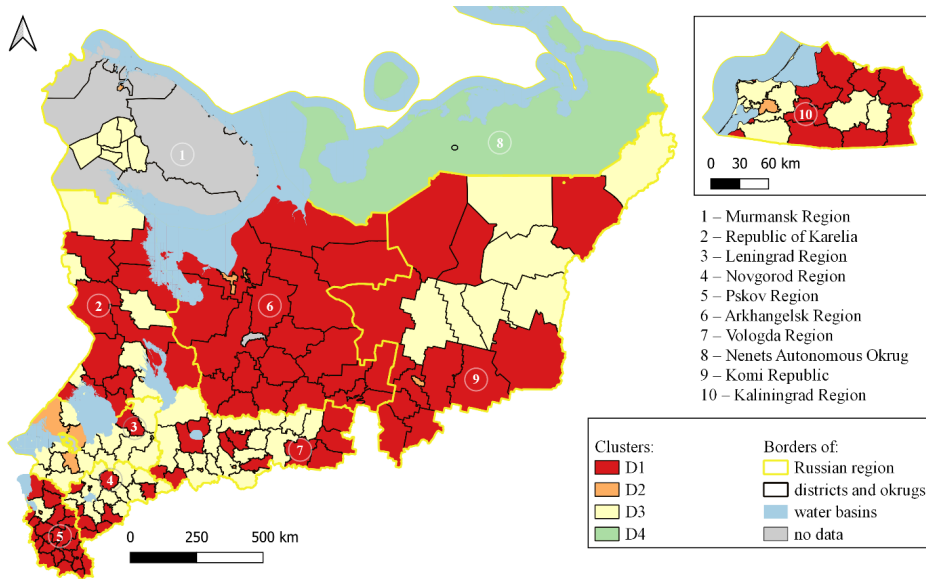 1
8
2
6
9
3
7
4
5
0 250 500 km
10
0 30 60 km
1 – Murmansk Region
2 – Republic of Karelia
3 – Leningrad Region
4 – Novgorod Region
5 – Pskov Region
6 – Arkhangelsk Region
7 – Vologda Region
8 – Nenets Autonomous Okrug
9 – Komi Republic
10 – Kaliningrad Region
Clusters:
D1
D2
D3
D4
Borders of:
Russian region
districts and okrugs
water basins
no data